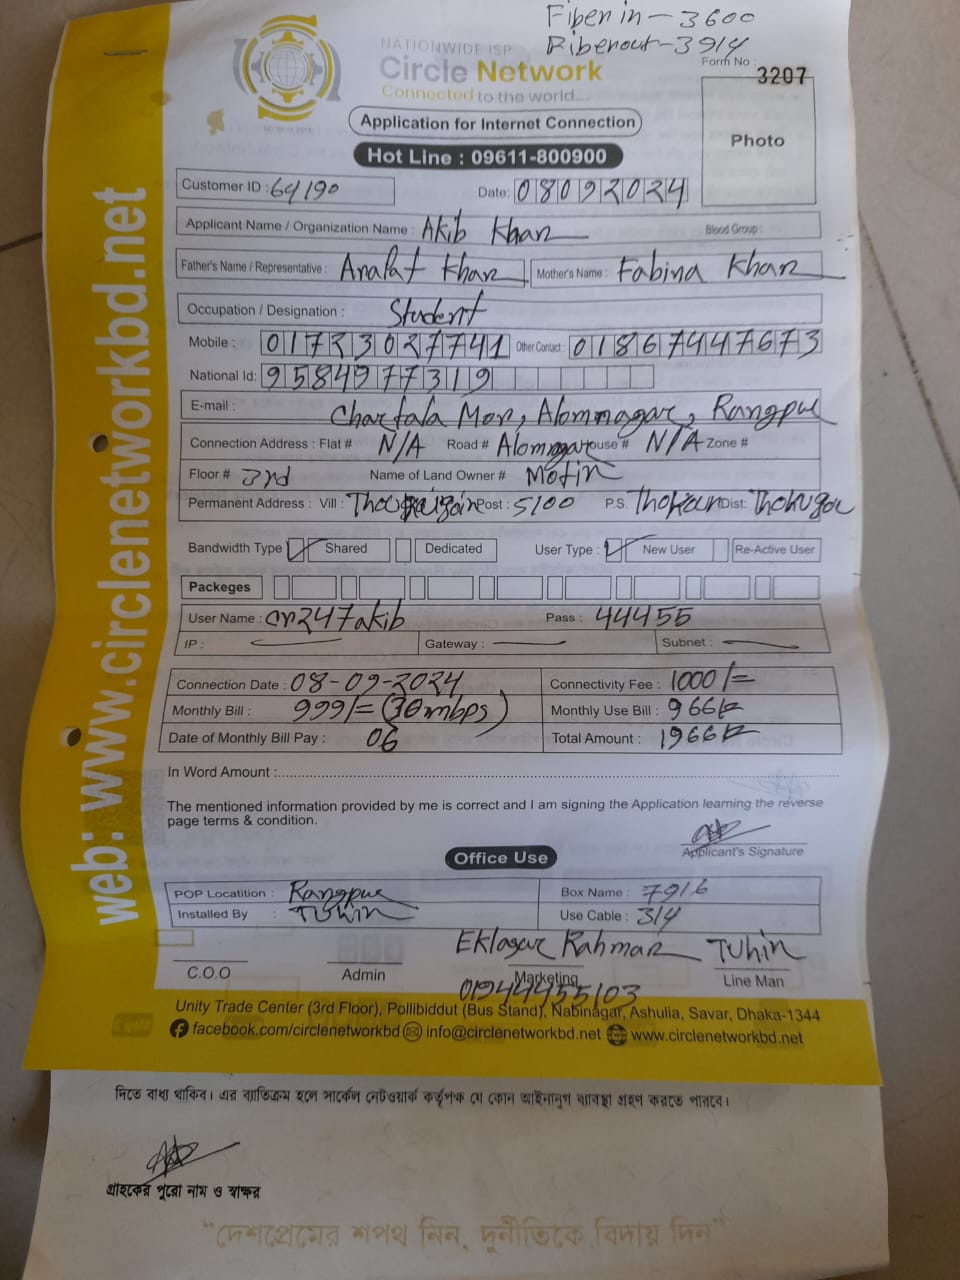 Fiber in - 3600
Fiber out - 3914
NATIONWIDE ISP
Circle Network
Connected to the world....
Form No : 3207
Photo
Application for Internet Connection
Hot Line : 09611-800900
Customer ID : 64190
Date: 08092024
Applicant Name / Organization Name : Akib Khan
Blood Group :
Father's Name / Representative : Arafat Khan
Mother's Name : Fabina Khan
Occupation / Designation : Student
Mobile : 01723027741 Other Contact : 01867447673
National Id: 9584977319
E-mail : Chartala Mor, Alomnagar, Rangpur
Connection Address : Flat # N/A Road # Alomnagar House # N/A Zone #
Floor # 3rd Name of Land Owner # Motin
Permanent Address : Vill : Post : 5100 P.S. Dist:
Bandwidth Type Shared Dedicated User Type : New User Re-Active User
Packeges
User Name : cn247akib Pass : 44455
IP : Gateway : Subnet :
Connection Date : 08-09-2024 Connectivity Fee : 1000/=
Monthly Bill : 999/= (30mbps) Monthly Use Bill : 966
Date of Monthly Bill Pay : 06 Total Amount : 1966
In Word Amount :
The mentioned information provided by me is correct and I am signing the Application learning the reverse
page terms & condition.
Applicant's Signature
Office Use
POP Locatition : Rangpur Box Name : 7916
Installed By : Tuhin Use Cable : 314
Eklasur Rahman Tuhin
C.O.O Admin Marketing Line Man
01944455103
Unity Trade Center (3rd Floor), Pollibiddut (Bus Stand), Nabinagar, Ashulia, Savar, Dhaka-1344
facebook.com/circlenetworkbd info@circlenetworkbd.net www.circlenetworkbd.net
web: www.circlenetworkbd.net
দিতে বাধ্য থাকিব। এর ব্যতিক্রম হলে সার্কেল নেটওয়ার্ক কর্তৃপক্ষ যে কোন আইনানুগ ব্যাবস্থা গ্রহণ করতে পারবে।
গ্রাহকের পুরো নাম ও স্বাক্ষর
“দেশপ্রেমের শপথ নিন, দুর্নীতিকে বিদায় দিন”